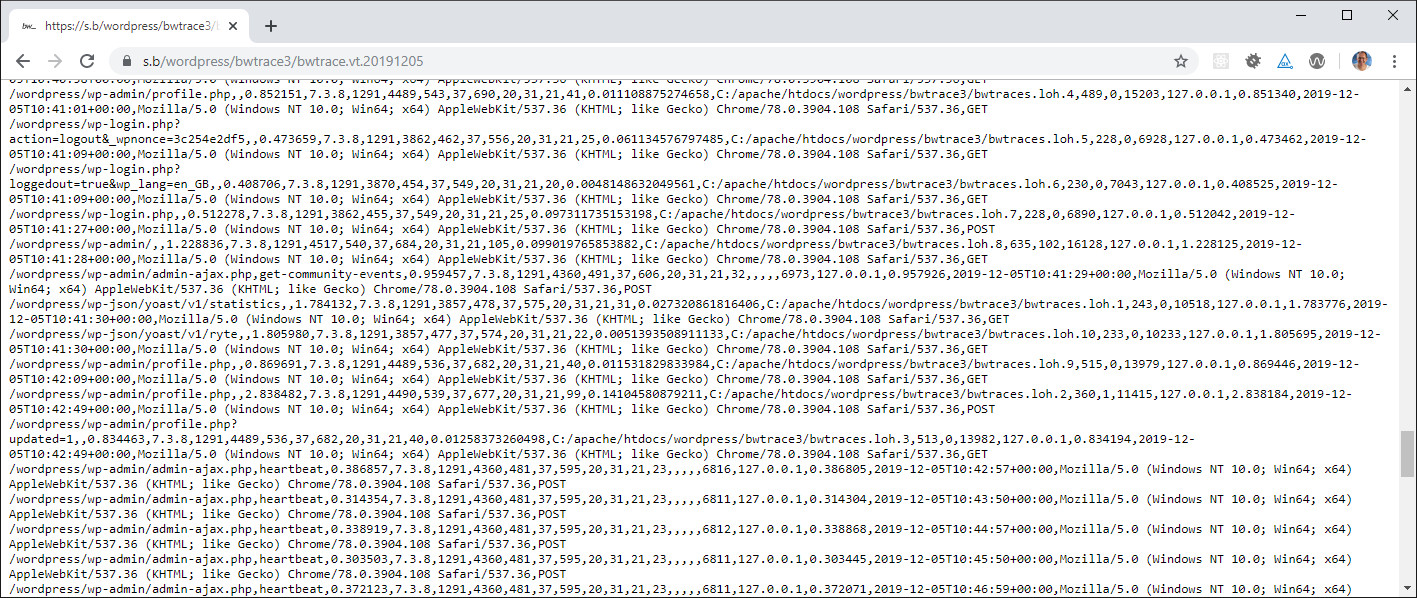 bw_ https://s.b/wordpress/bwtrace3/b
s.b/wordpress/bwtrace3/bwtrace.vt.20191205
05T10:40:58+00:00,Mozilla/5.0 (Windows NT 10.0; Win64; x64) AppleWebKit/537.36 (KHTML; like Gecko) Chrome/78.0.3904.108 Safari/537.36,GET
/wordpress/wp-admin/profile.php,,0.852151,7.3.8,1291,4489,543,37,690,20,31,21,41,0.011108875274658,C:/apache/htdocs/wordpress/bwtrace3/bwtraces.loh.4,489,0,15203,127.0.0.1,0.851340,2019-12-
05T10:41:01+00:00,Mozilla/5.0 (Windows NT 10.0; Win64; x64) AppleWebKit/537.36 (KHTML; like Gecko) Chrome/78.0.3904.108 Safari/537.36,GET
/wordpress/wp-login.php?
action=logout&_wpnonce=3c254e2df5,,0.473659,7.3.8,1291,3862,462,37,556,20,31,21,25,0.061134576797485,C:/apache/htdocs/wordpress/bwtrace3/bwtraces.loh.5,228,0,6928,127.0.0.1,0.473462,2019-12-
05T10:41:09+00:00,Mozilla/5.0 (Windows NT 10.0; Win64; x64) AppleWebKit/537.36 (KHTML; like Gecko) Chrome/78.0.3904.108 Safari/537.36,GET
/wordpress/wp-login.php?
loggedout=true&wp_lang=en_GB,,0.408706,7.3.8,1291,3870,454,37,549,20,31,21,20,0.0048148632049561,C:/apache/htdocs/wordpress/bwtrace3/bwtraces.loh.6,230,0,7043,127.0.0.1,0.408525,2019-12-
05T10:41:09+00:00,Mozilla/5.0 (Windows NT 10.0; Win64; x64) AppleWebKit/537.36 (KHTML; like Gecko) Chrome/78.0.3904.108 Safari/537.36,GET
/wordpress/wp-login.php,,0.512278,7.3.8,1291,3862,455,37,549,20,31,21,25,0.097311735153198,C:/apache/htdocs/wordpress/bwtrace3/bwtraces.loh.7,228,0,6890,127.0.0.1,0.512042,2019-12-
05T10:41:27+00:00,Mozilla/5.0 (Windows NT 10.0; Win64; x64) AppleWebKit/537.36 (KHTML; like Gecko) Chrome/78.0.3904.108 Safari/537.36,POST
/wordpress/wp-admin/,,1.228836,7.3.8,1291,4517,540,37,684,20,31,21,105,0.099019765853882,C:/apache/htdocs/wordpress/bwtrace3/bwtraces.loh.8,635,102,16128,127.0.0.1,1.228125,2019-12-
05T10:41:28+00:00,Mozilla/5.0 (Windows NT 10.0; Win64; x64) AppleWebKit/537.36 (KHTML; like Gecko) Chrome/78.0.3904.108 Safari/537.36,GET
/wordpress/wp-admin/admin-ajax.php,get-community-events,0.959457,7.3.8,1291,4360,491,37,606,20,31,21,32,,,,,6973,127.0.0.1,0.957926,2019-12-05T10:41:29+00:00,Mozilla/5.0 (Windows NT 10.0;
Win64; x64) AppleWebKit/537.36 (KHTML; like Gecko) Chrome/78.0.3904.108 Safari/537.36,POST
/wordpress/wp-json/yoast/v1/statistics,,1.784132,7.3.8,1291,3857,478,37,575,20,31,21,31,0.027320861816406,C:/apache/htdocs/wordpress/bwtrace3/bwtraces.loh.1,243,0,10518,127.0.0.1,1.783776,2019-
12-05T10:41:30+00:00,Mozilla/5.0 (Windows NT 10.0; Win64; x64) AppleWebKit/537.36 (KHTML; like Gecko) Chrome/78.0.3904.108 Safari/537.36,GET
/wordpress/wp-json/yoast/v1/ryte,,1.805980,7.3.8,1291,3857,477,37,574,20,31,21,22,0.0051393508911133,C:/apache/htdocs/wordpress/bwtrace3/bwtraces.loh.10,233,0,10233,127.0.0.1,1.805695,2019-12-
05T10:41:30+00:00,Mozilla/5.0 (Windows NT 10.0; Win64; x64) AppleWebKit/537.36 (KHTML; like Gecko) Chrome/78.0.3904.108 Safari/537.36,GET
/wordpress/wp-admin/profile.php,,0.869691,7.3.8,1291,4489,536,37,682,20,31,21,40,0.011531829833984,C:/apache/htdocs/wordpress/bwtrace3/bwtraces.loh.9,515,0,13979,127.0.0.1,0.869446,2019-12-
05T10:42:09+00:00,Mozilla/5.0 (Windows NT 10.0; Win64; x64) AppleWebKit/537.36 (KHTML; like Gecko) Chrome/78.0.3904.108 Safari/537.36,GET
/wordpress/wp-admin/profile.php,,2.838482,7.3.8,1291,4490,539,37,677,20,31,21,99,0.14104580879211,C:/apache/htdocs/wordpress/bwtrace3/bwtraces.loh.2,360,1,11415,127.0.0.1,2.838184,2019-12-
05T10:42:49+00:00,Mozilla/5.0 (Windows NT 10.0; Win64; x64) AppleWebKit/537.36 (KHTML; like Gecko) Chrome/78.0.3904.108 Safari/537.36,POST
/wordpress/wp-admin/profile.php?
updated=1,,0.834463,7.3.8,1291,4489,536,37,682,20,31,21,40,0.01258373260498,C:/apache/htdocs/wordpress/bwtrace3/bwtraces.loh.3,513,0,13982,127.0.0.1,0.834194,2019-12-
05T10:42:49+00:00,Mozilla/5.0 (Windows NT 10.0; Win64; x64) AppleWebKit/537.36 (KHTML; like Gecko) Chrome/78.0.3904.108 Safari/537.36,GET
/wordpress/wp-admin/admin-ajax.php,heartbeat,0.386857,7.3.8,1291,4360,481,37,595,20,31,21,23,,,,,6816,127.0.0.1,0.386805,2019-12-05T10:42:57+00:00,Mozilla/5.0 (Windows NT 10.0; Win64; x64)
AppleWebKit/537.36 (KHTML; like Gecko) Chrome/78.0.3904.108 Safari/537.36,POST
/wordpress/wp-admin/admin-ajax.php,heartbeat,0.314354,7.3.8,1291,4360,481,37,595,20,31,21,23,,,,,6811,127.0.0.1,0.314304,2019-12-05T10:43:50+00:00,Mozilla/5.0 (Windows NT 10.0; Win64; x64)
AppleWebKit/537.36 (KHTML; like Gecko) Chrome/78.0.3904.108 Safari/537.36,POST
/wordpress/wp-admin/admin-ajax.php,heartbeat,0.338919,7.3.8,1291,4360,481,37,595,20,31,21,23,,,,,6812,127.0.0.1,0.338868,2019-12-05T10:44:57+00:00,Mozilla/5.0 (Windows NT 10.0; Win64; x64)
AppleWebKit/537.36 (KHTML; like Gecko) Chrome/78.0.3904.108 Safari/537.36,POST
/wordpress/wp-admin/admin-ajax.php,heartbeat,0.303503,7.3.8,1291,4360,481,37,595,20,31,21,23,,,,,6811,127.0.0.1,0.303445,2019-12-05T10:45:50+00:00,Mozilla/5.0 (Windows NT 10.0; Win64; x64)
AppleWebKit/537.36 (KHTML; like Gecko) Chrome/78.0.3904.108 Safari/537.36,POST
/wordpress/wp-admin/admin-ajax.php,heartbeat,0.372123,7.3.8,1291,4360,481,37,595,20,31,21,23,,,,,6811,127.0.0.1,0.372071,2019-12-05T10:46:59+00:00,Mozilla/5.0 (Windows NT 10.0; Win64; x64)